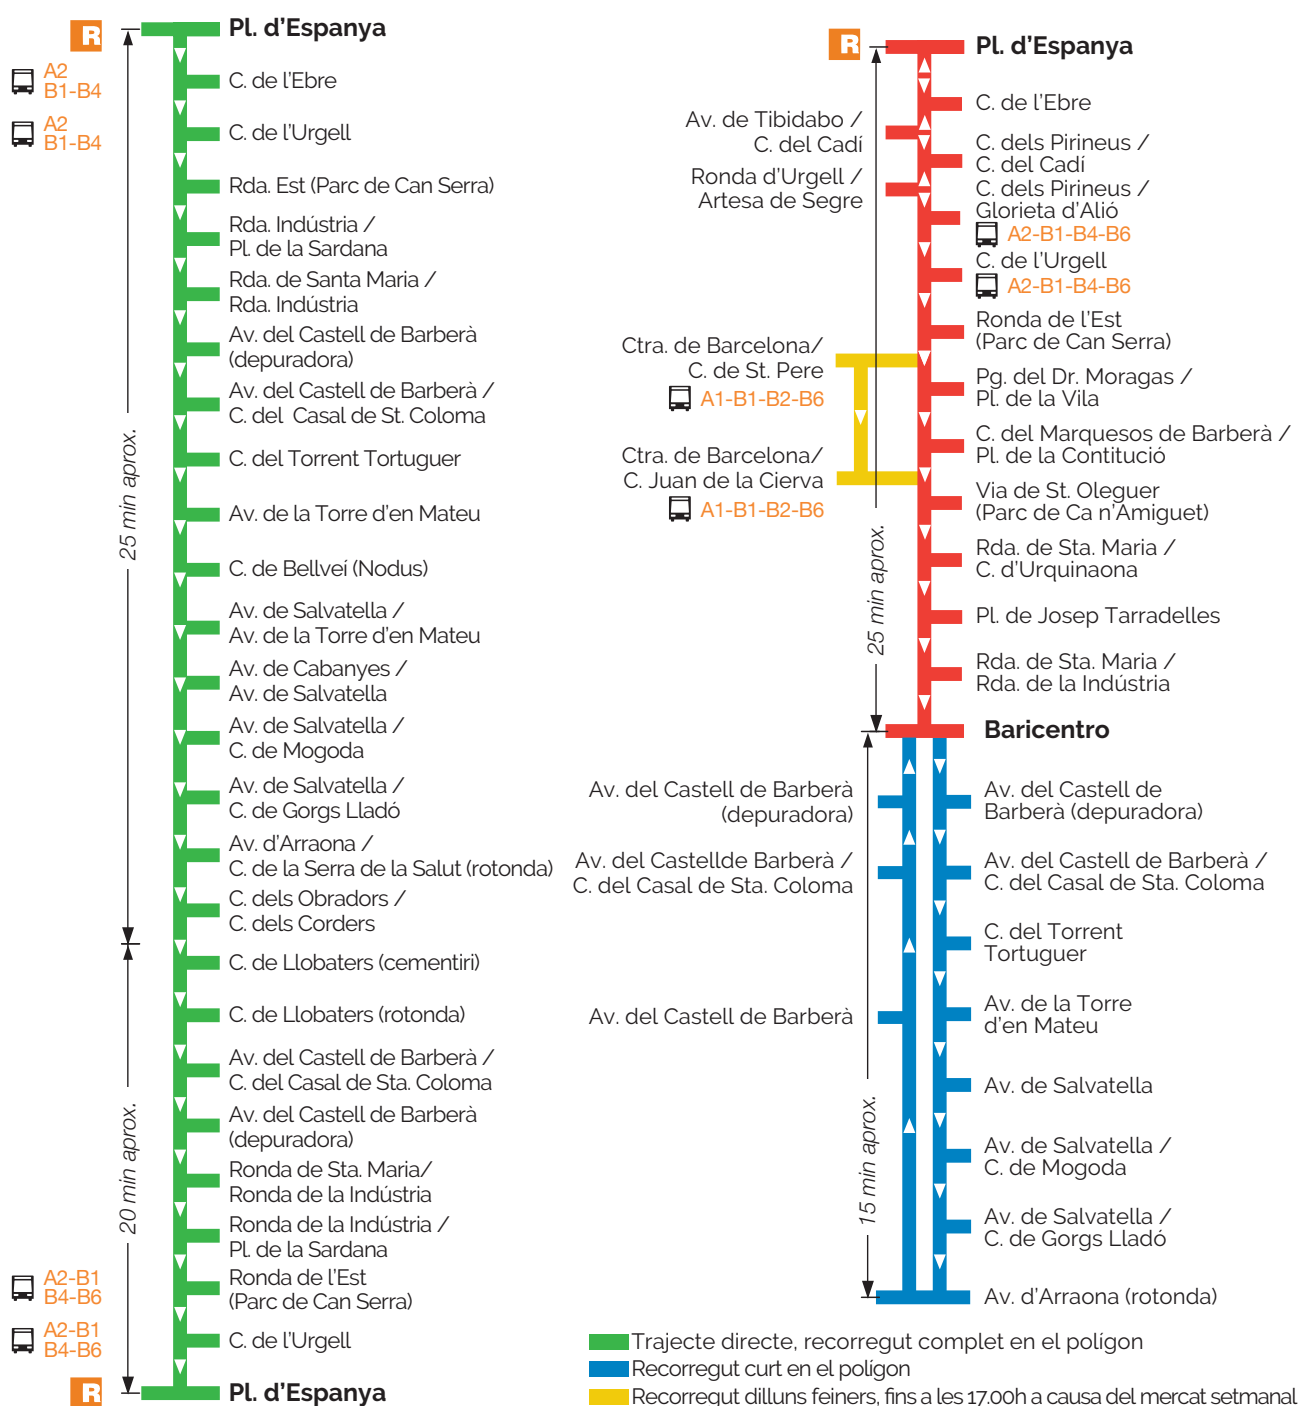 R
Pl. d'Espanya
A2
B1-B4
C. de l'Ebre
A2
B1-B4
C. de l'Urgell
Rda. Est (Parc de Can Serra)
Rda. Indústria /
Pl. de la Sardana
Rda. de Santa Maria /
Rda. Indústria
Av. del Castell de Barberà
(depuradora)
Av. del Castell de Barberà /
C. del Casal de St. Coloma
C. del Torrent Tortuguer
Av. de la Torre d'en Mateu
25 min aprox.
C. de Bellveí (Nodus)
Av. de Salvatella /
Av. de la Torre d'en Mateu
Av. de Cabanyes /
Av. de Salvatella
Av. de Salvatella /
C. de Mogoda
Av. de Salvatella /
C. de Gorgs Lladó
Av. d'Arraona /
C. de la Serra de la Salut (rotonda)
C. dels Obradors /
C. dels Corders
C. de Llobaters (cementiri)
C. de Llobaters (rotonda)
Av. del Castell de Barberà /
C. del Casal de Sta. Coloma
Av. del Castell de Barberà
(depuradora)
20 min aprox.
Ronda de Sta. Maria/
Ronda de la Indústria
Ronda de la Indústria /
Pl. de la Sardana
A2-B1
B4-B6
Ronda de l'Est
(Parc de Can Serra)
A2-B1
B4-B6
C. de l'Urgell
R
Pl. d'Espanya
R
Pl. d'Espanya
C. de l'Ebre
Av. de Tibidabo /
C. del Cadí
C. dels Pirineus /
C. del Cadí
Ronda d'Urgell /
Artesa de Segre
C. dels Pirineus /
Glorieta d'Alió
A2-B1-B4-B6
C. de l'Urgell
A2-B1-B4-B6
Ronda de l'Est
(Parc de Can Serra)
Ctra. de Barcelona/
C. de St. Pere
A1-B1-B2-B6
Pg. del Dr. Moragas /
Pl. de la Vila
C. del Marquesos de Barberà /
Pl. de la Contitució
Ctra. de Barcelona/
C. Juan de la Cierva
A1-B1-B2-B6
Via de St. Oleguer
(Parc de Ca n'Amiguet)
Rda. de Sta. Maria /
C. d'Urquinaona
25 min aprox.
Pl. de Josep Tarradelles
Rda. de Sta. Maria /
Rda. de la Indústria
Baricentro
Av. del Castell de Barberà
(depuradora)
Av. del Castell de
Barberà (depuradora)
Av. del Castellde Barberà /
C. del Casal de Sta. Coloma
Av. del Castell de Barberà /
C. del Casal de Sta. Coloma
C. del Torrent
Tortuguer
Av. del Castell de Barberà
Av. de la Torre
d'en Mateu
Av. de Salvatella
15 min aprox.
Av. de Salvatella /
C. de Mogoda
Av. de Salvatella /
C. de Gorgs Lladó
Av. d'Arraona (rotonda)
Trajecte directe, recorregut complet en el polígon
Recorregut curt en el polígon
Recorregut dilluns feiners, fins a les 17.00h a causa del mercat setmanal